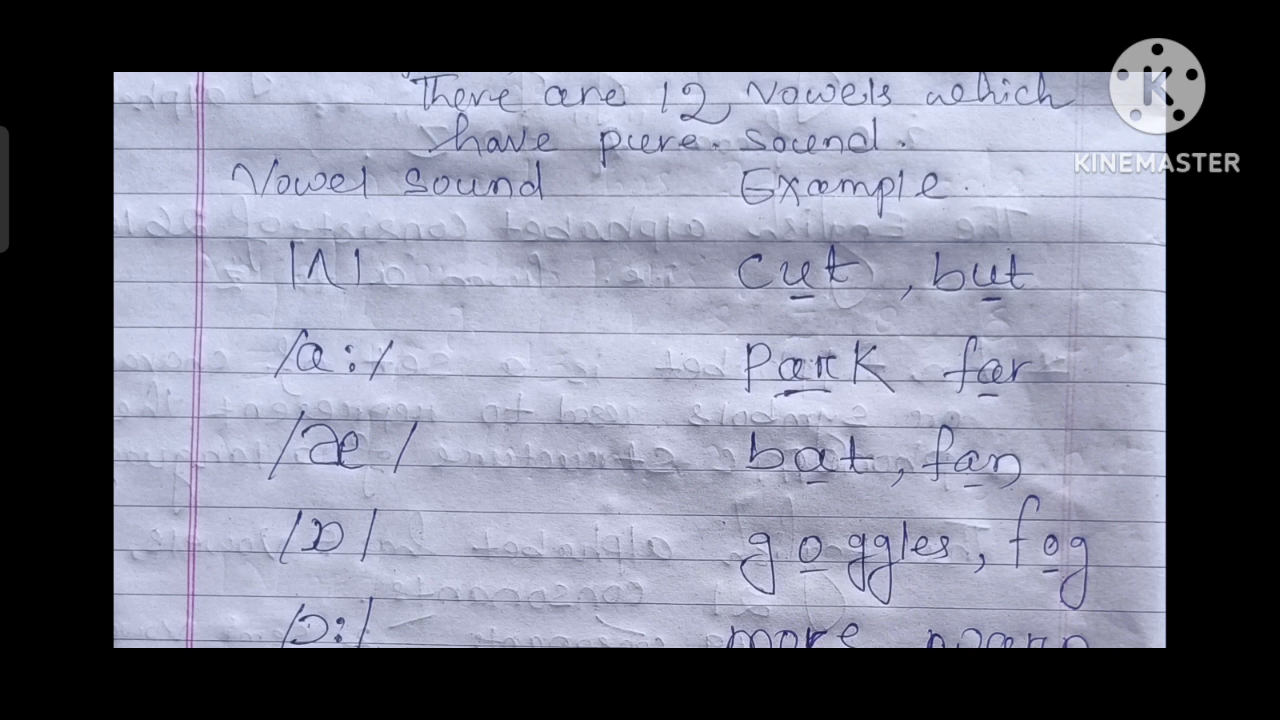 There are 12, vowels which
have pure sound.
Vowel sound Example.
/ʌ/ cut, but
/a:/ Park far
/æ/ bat, fan
/ɒ/ goggles, fog
/ɔ:/ more
KINEMASTER